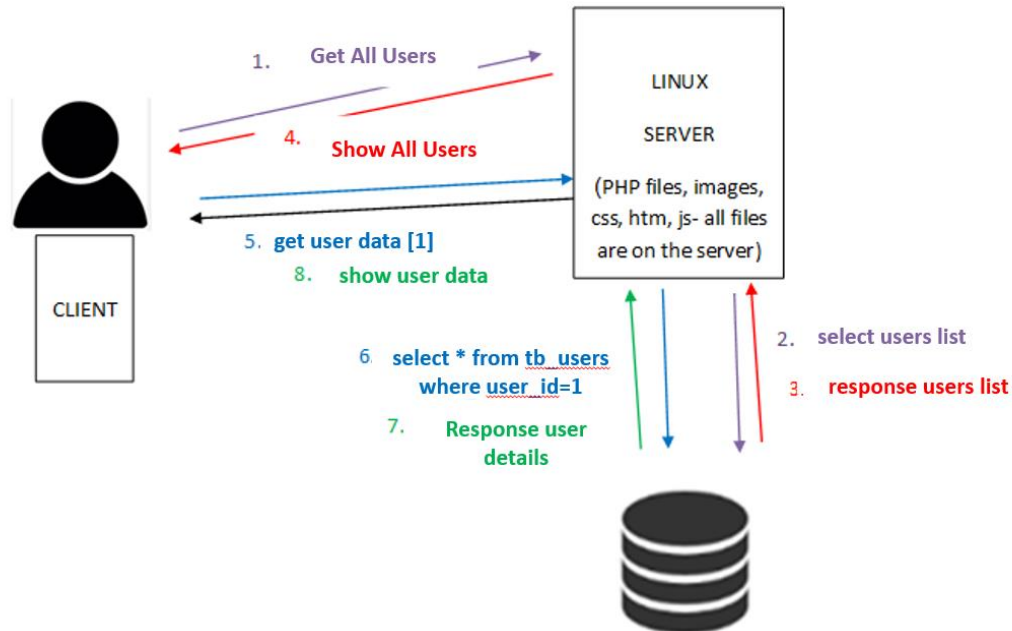 1. Get All Users
LINUX
SERVER
(PHP files, images,
css, htm, js- all files
are on the server)
4. Show All Users
5. get user data [1]
8. show user data
CLIENT
2. select users list
6. select * from tb_users
where user_id=1
3. response users list
7. Response user
details